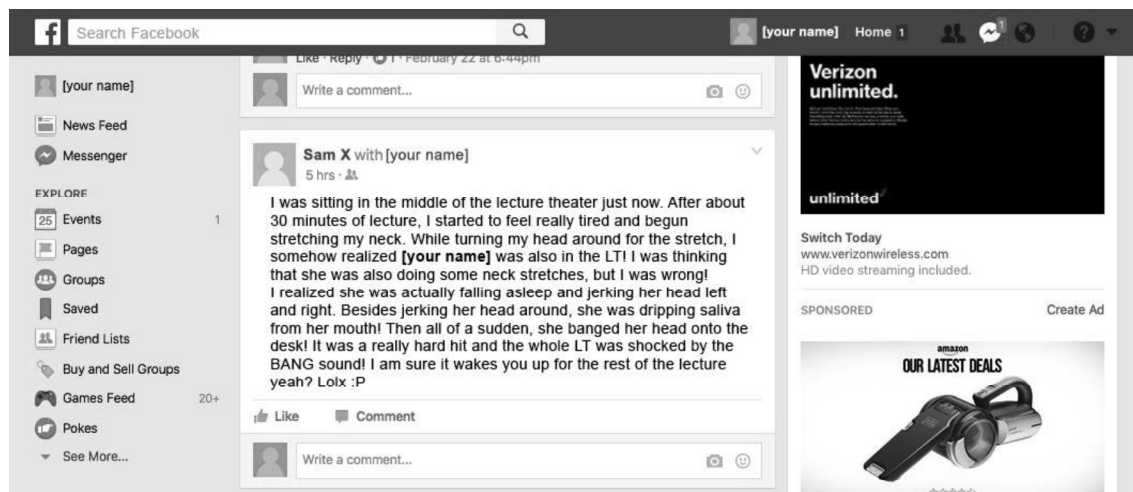 f
Search Facebook
[your name]
Home 1
1
?
[your name]
News Feed
Messenger
EXPLORE
25 Events 1
Pages
Groups
Saved
Friend Lists
Buy and Sell Groups
Games Feed 20+
Pokes
See More...
Like · Reply · 1 · February 22 at 6:44pm
Write a comment...
Sam X with [your name]
5 hrs ·
I was sitting in the middle of the lecture theater just now. After about
30 minutes of lecture, I started to feel really tired and begun
stretching my neck. While turning my head around for the stretch, I
somehow realized [your name] was also in the LT! I was thinking
that she was also doing some neck stretches, but I was wrong!
I realized she was actually falling asleep and jerking her head left
and right. Besides jerking her head around, she was dripping saliva
from her mouth! Then all of a sudden, she banged her head onto the
desk! It was a really hard hit and the whole LT was shocked by the
BANG sound! I am sure it wakes you up for the rest of the lecture
yeah? Lolx :P
Like Comment
Write a comment...
Verizon
unlimited.
unlimited
Switch Today
www.verizonwireless.com
HD video streaming included.
SPONSORED Create Ad
amazon
OUR LATEST DEALS